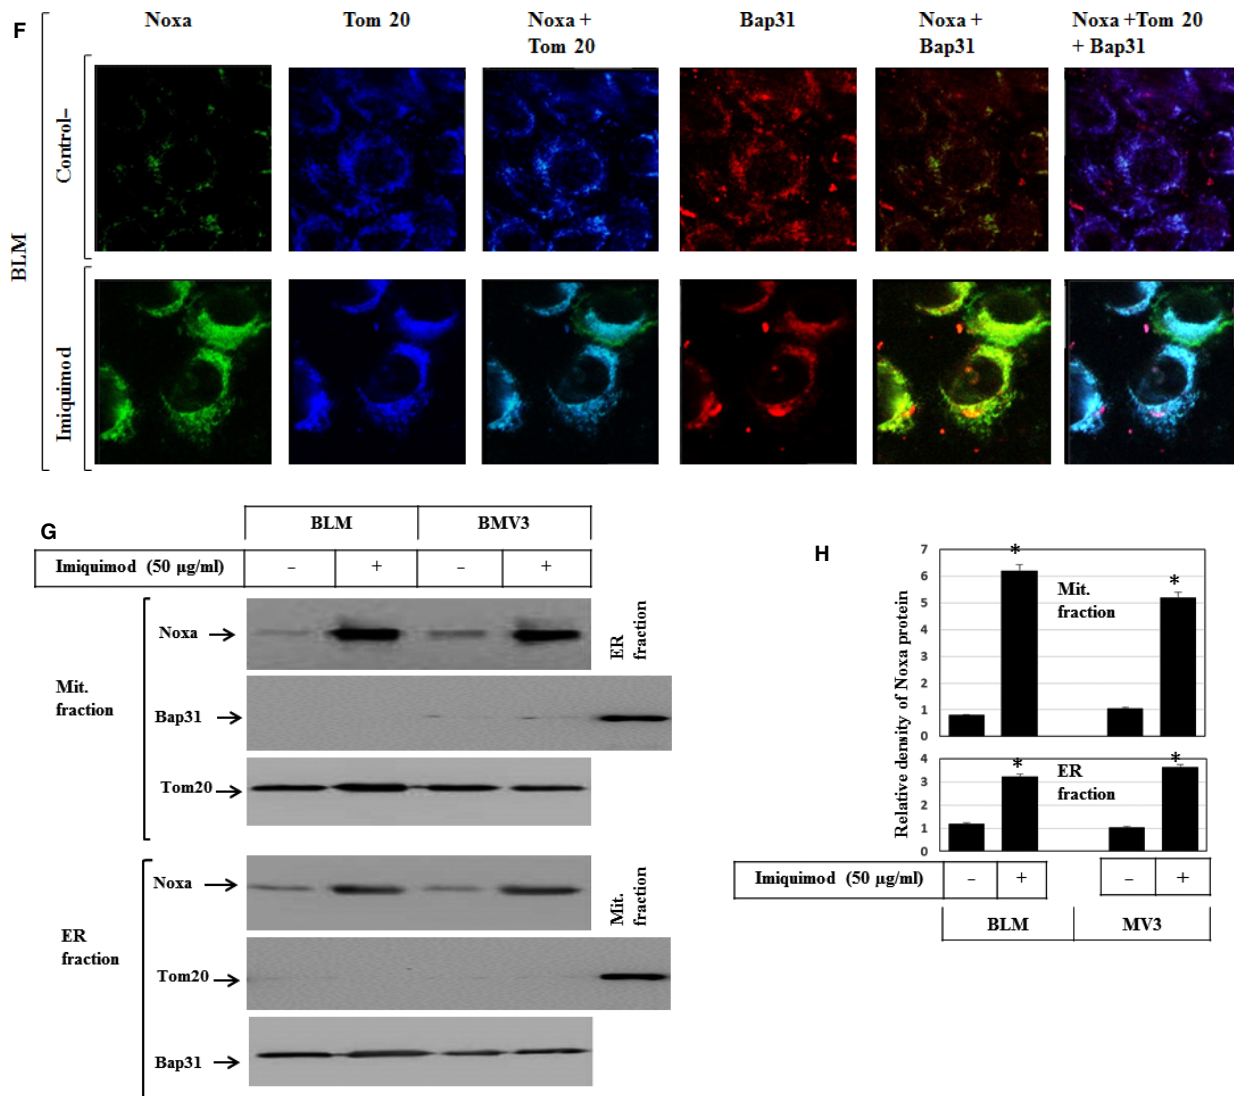 F
Noxa
Tom 20
Noxa +
Tom 20
Bap31
Noxa +
Bap31
Noxa +Tom 20
+ Bap31
BLM
Control–
Imiquimod
G
BLM
BMV3
Imiquimod (50 µg/ml)
–
+
–
+
Mit.
fraction
Noxa
Bap31
Tom20
ER
fraction
ER
fraction
Noxa
Tom20
Bap31
Mit.
fraction
H
Relative density of Noxa protein
7
6
5
4
3
2
1
0
*
*
Mit.
fraction
4
3
2
1
0
*
*
ER
fraction
Imiquimod (50 µg/ml)
–
+
–
+
BLM
MV3